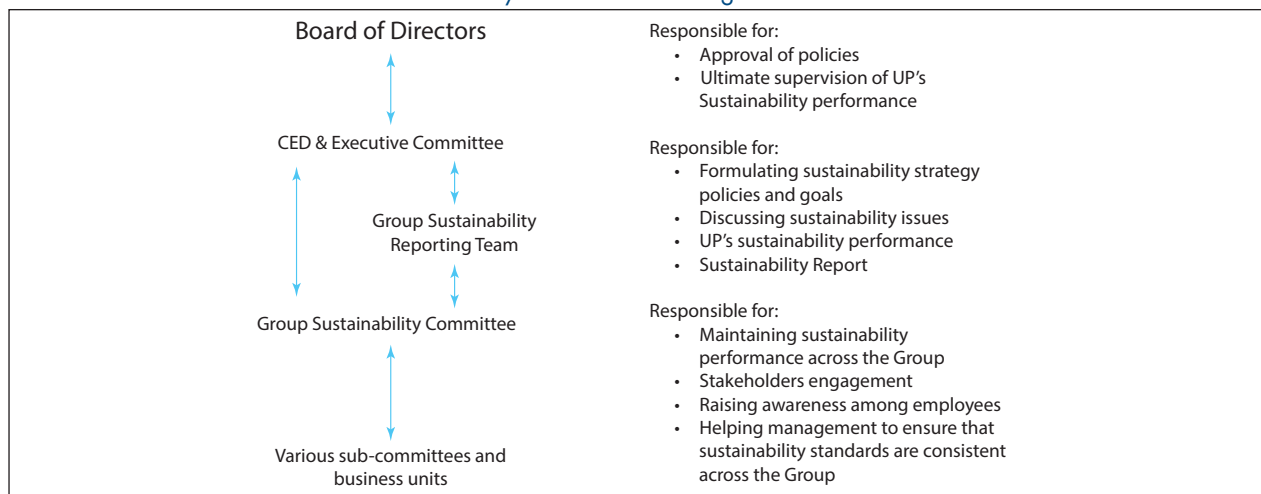 Board of Directors
Responsible for:
• Approval of policies
• Ultimate supervision of UP’s
Sustainability performance
CED & Executive Committee
Responsible for:
• Formulating sustainability strategy
policies and goals
• Discussing sustainability issues
• UP’s sustainability performance
• Sustainability Report
Group Sustainability
Reporting Team
Group Sustainability Committee
Responsible for:
• Maintaining sustainability
performance across the Group
• Stakeholders engagement
• Raising awareness among employees
• Helping management to ensure that
sustainability standards are consistent
across the Group
Various sub-committees and
business units